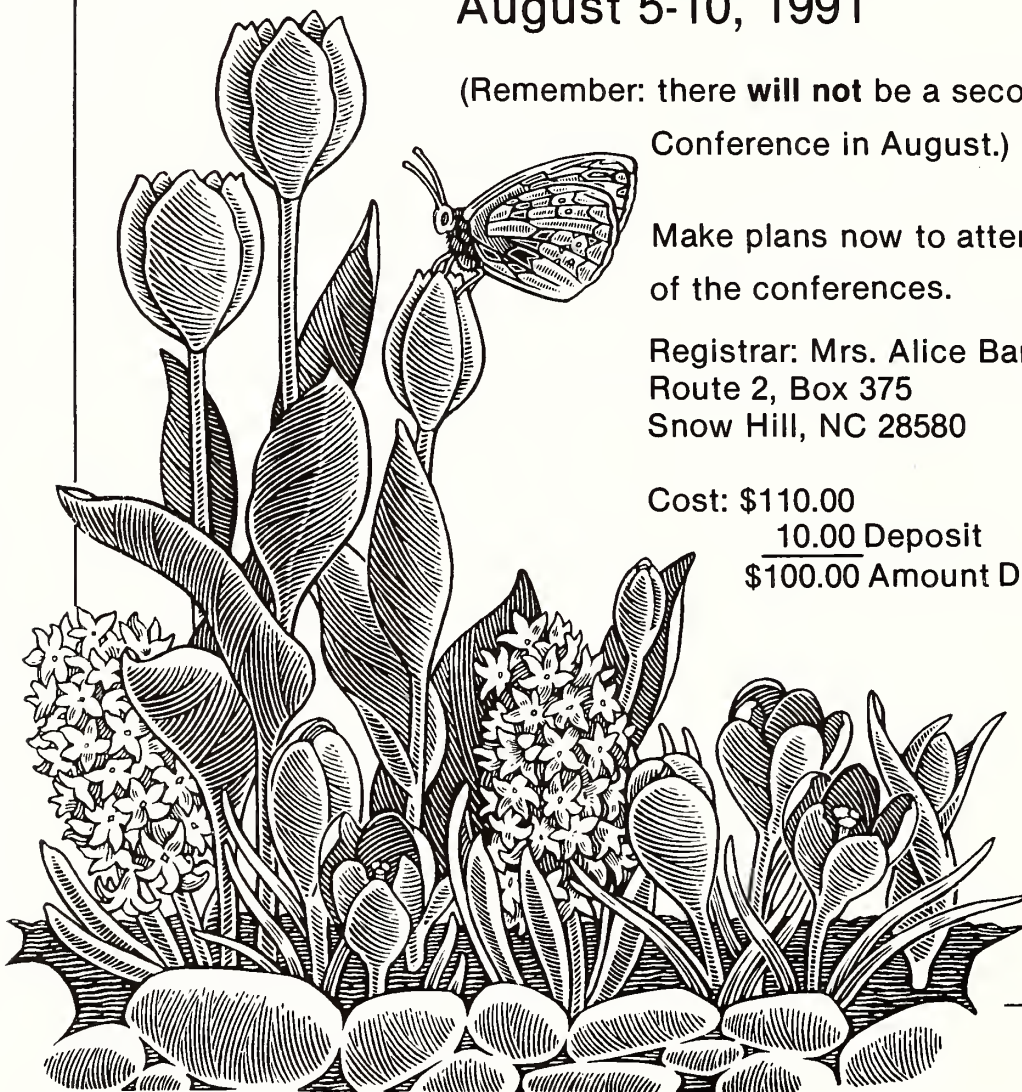 August 5-10, 1991
(Remember: there will not be a seco
Conference in August.)
Make plans now to atte
of the conferences.
Registrar: Mrs. Alice Ba
Route 2, Box 375
Snow Hill, NC 28580
Cost: $110.00
10.00 Deposit
$100.00 Amount D